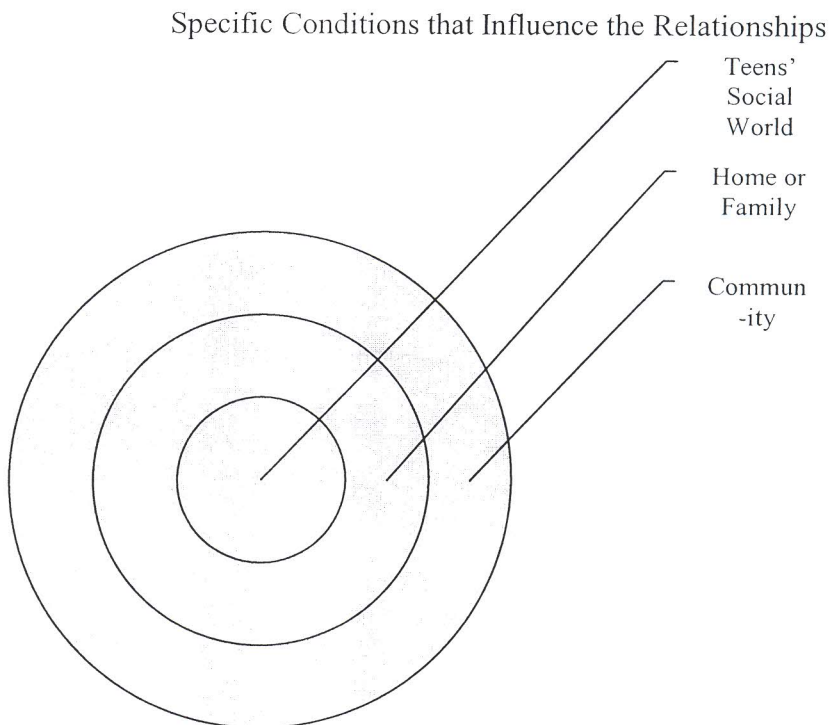 Specific Conditions that Influence the Relationships
Teens’
Social
World
Home or
Family
Commun
-ity